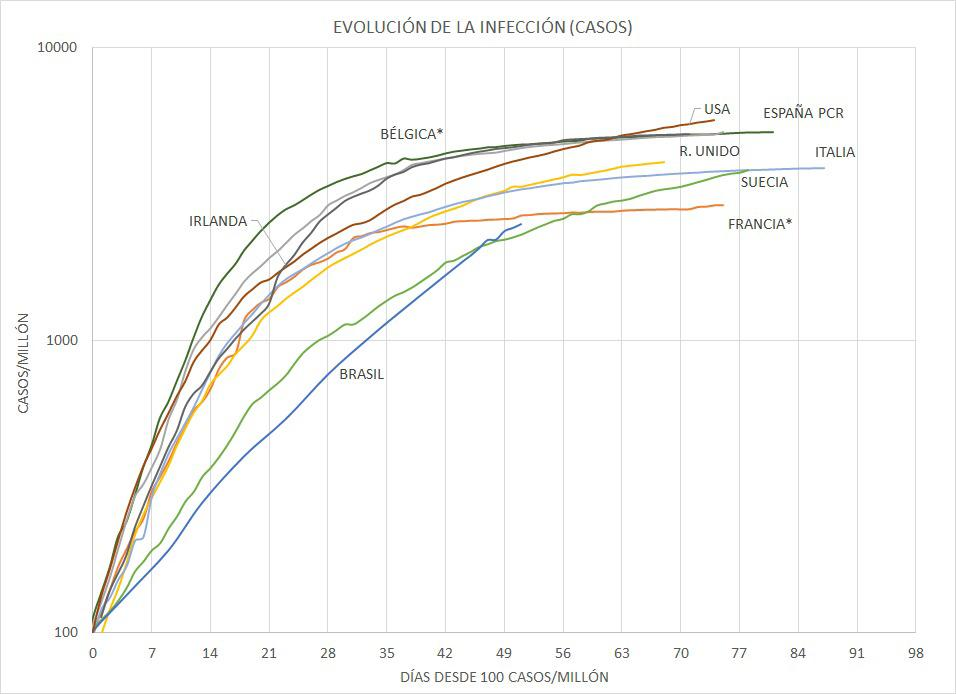 EVOLUCIÓN DE LA INFECCIÓN (CASOS)
10000
USA
ESPAÑA PCR
BÉLGICA*
R. UNIDO
ITALIA
SUECIA
IRLANDA
FRANCIA*
1000
CASOS/MILLÓN
BRASIL
100
0 7 14 21 28 35 42 49 56 63 70 77 84 91 98
DÍAS DESDE 100 CASOS/MILLÓN